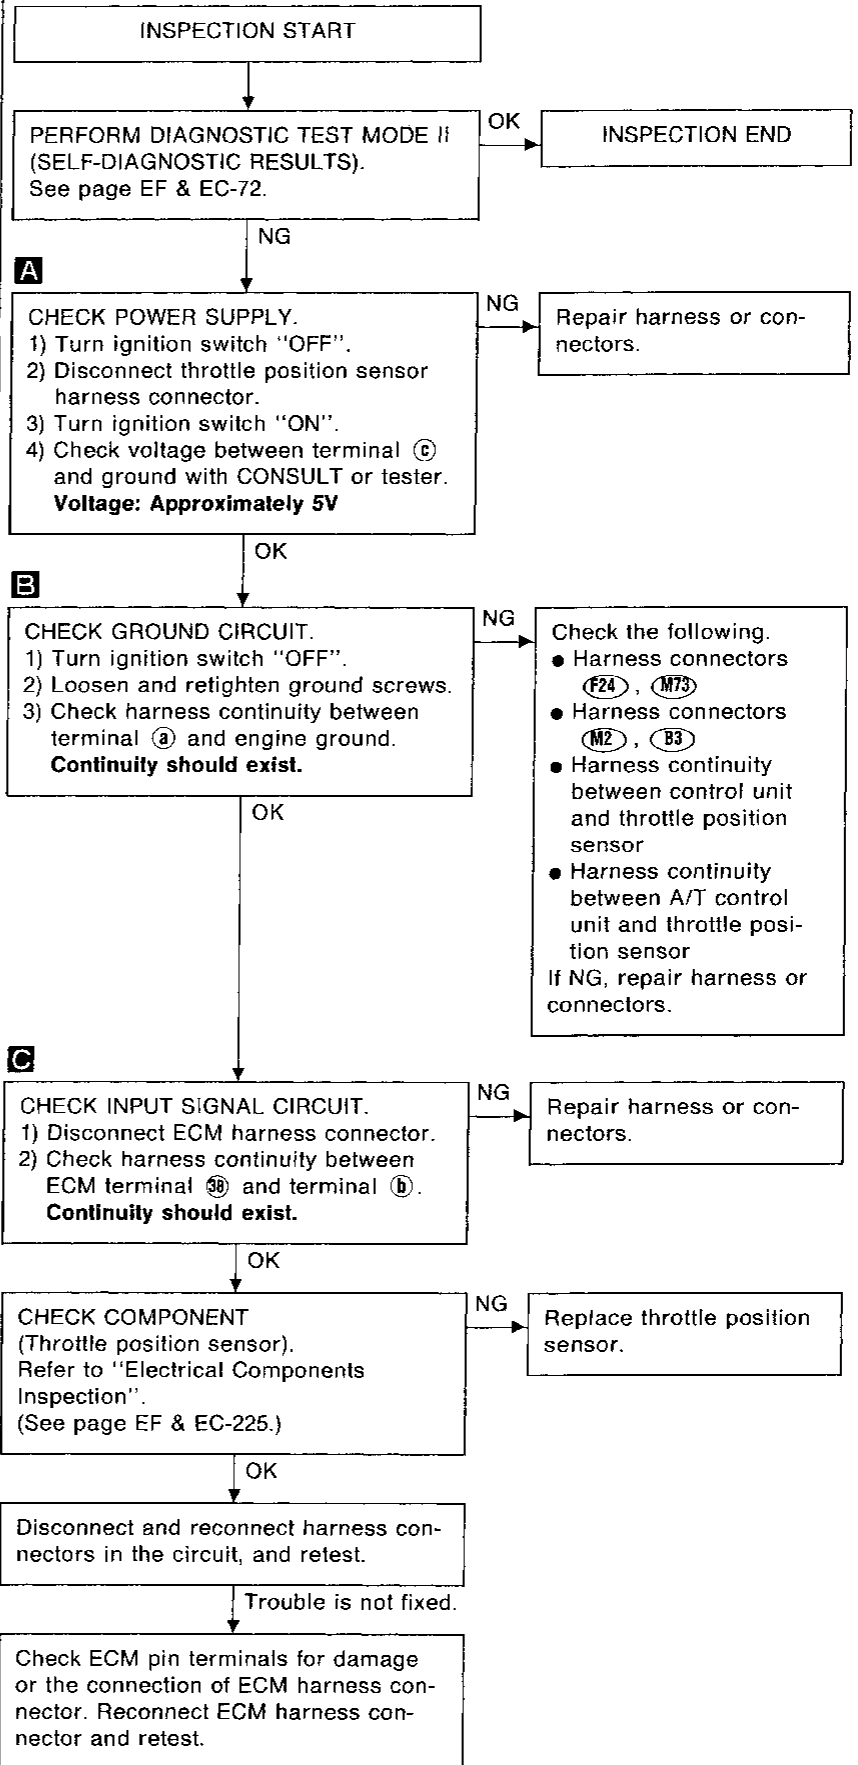 INSPECTION START
PERFORM DIAGNOSTIC TEST MODE II
(SELF-DIAGNOSTIC RESULTS).
See page EF & EC-72.
OK
INSPECTION END
NG
A
CHECK POWER SUPPLY.
1) Turn ignition switch "OFF".
2) Disconnect throttle position sensor
harness connector.
3) Turn ignition switch "ON".
4) Check voltage between terminal ⓒ
and ground with CONSULT or tester.
Voltage: Approximately 5V
NG
Repair harness or con-
nectors.
OK
B
CHECK GROUND CIRCUIT.
1) Turn ignition switch "OFF".
2) Loosen and retighten ground screws.
3) Check harness continuity between
terminal ⓐ and engine ground.
Continuity should exist.
NG
Check the following.
● Harness connectors
F24 , M73
● Harness connectors
M2 , B3
● Harness continuity
between control unit
and throttle position
sensor
● Harness continuity
between A/T control
unit and throttle posi-
tion sensor
If NG, repair harness or
connectors.
OK
C
CHECK INPUT SIGNAL CIRCUIT.
1) Disconnect ECM harness connector.
2) Check harness continuity between
ECM terminal ㊳ and terminal ⓑ.
Continuity should exist.
NG
Repair harness or con-
nectors.
OK
CHECK COMPONENT
(Throttle position sensor).
Refer to "Electrical Components
Inspection".
(See page EF & EC-225.)
NG
Replace throttle position
sensor.
OK
Disconnect and reconnect harness con-
nectors in the circuit, and retest.
Trouble is not fixed.
Check ECM pin terminals for damage
or the connection of ECM harness con-
nector. Reconnect ECM harness con-
nector and retest.